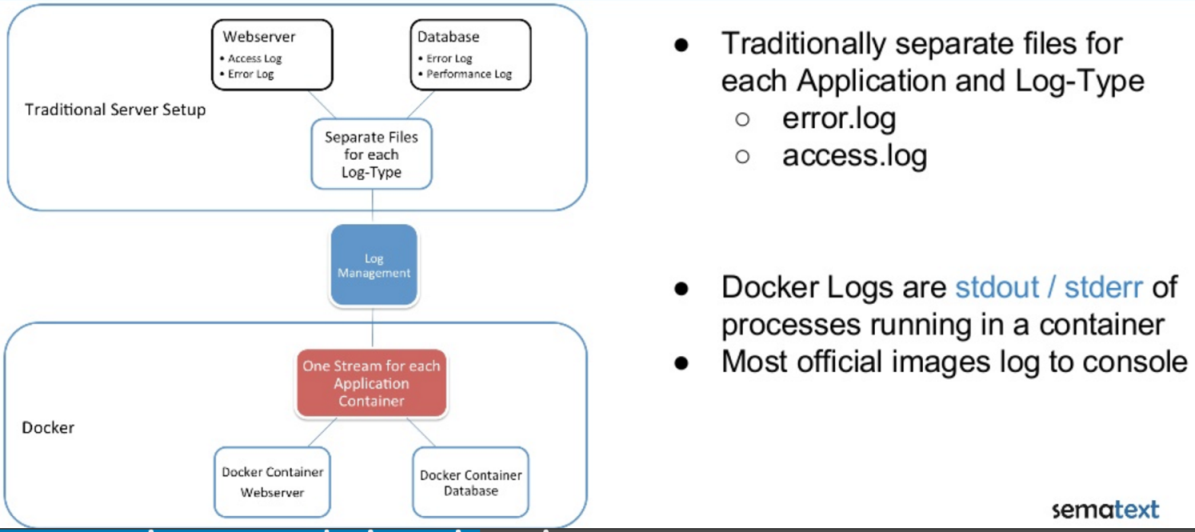 Webserver
• Access Log
• Error Log
Database
• Error Log
• Performance Log
Traditional Server Setup
Separate Files
for each
Log-Type
Log
Management
One Stream for each
Application
Container
Docker
Docker Container
Webserver
Docker Container
Database
● Traditionally separate files for
each Application and Log-Type
○ error.log
○ access.log
● Docker Logs are stdout / stderr of
processes running in a container
● Most official images log to console
sematext